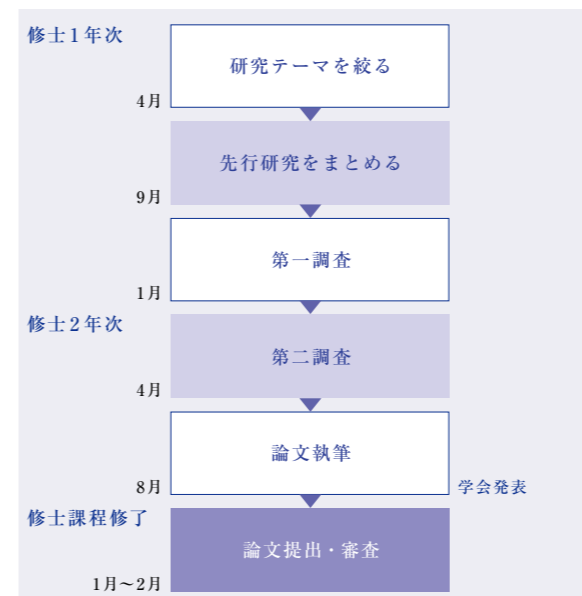 修士1年次
研究テーマを絞る
4月
先行研究をまとめる
9月
第一調査
1月
修士2年次
第二調査
4月
論文執筆
8月
学会発表
修士課程修了
論文提出・審査
1月～2月